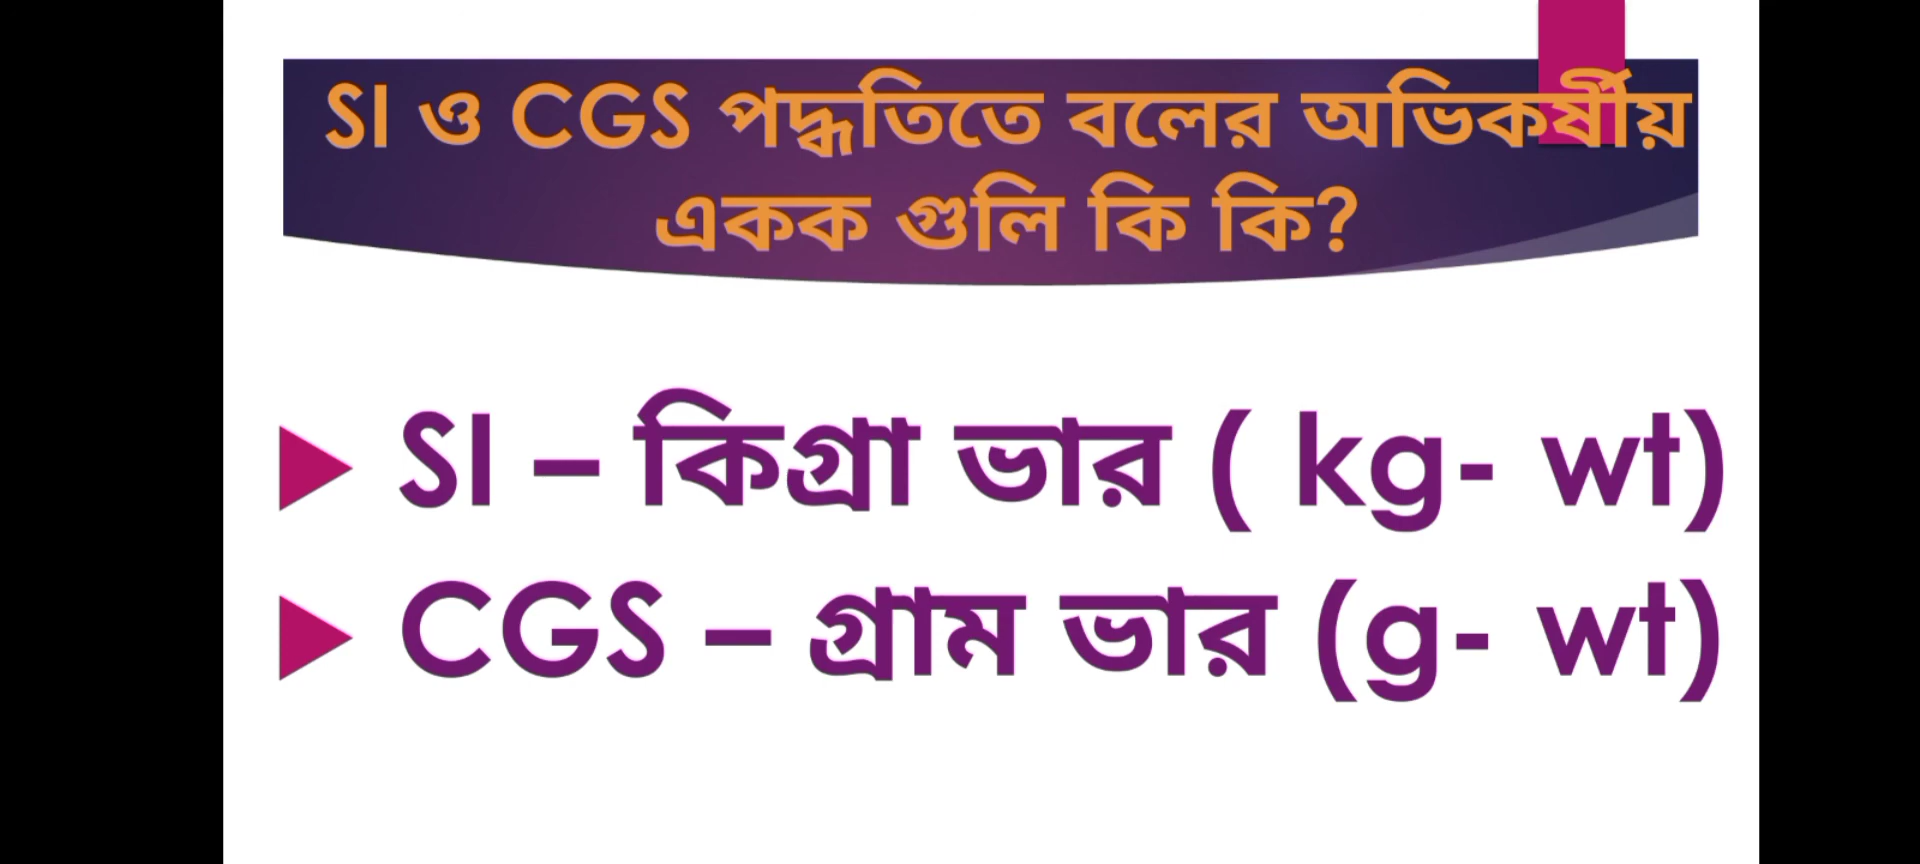 SI ও CGS পদ্ধতিতে বলের অভিকর্ষীয়
একক গুলি কি কি?
SI – কিগ্রা ভার ( kg- wt)
CGS – গ্রাম ভার (g- wt)